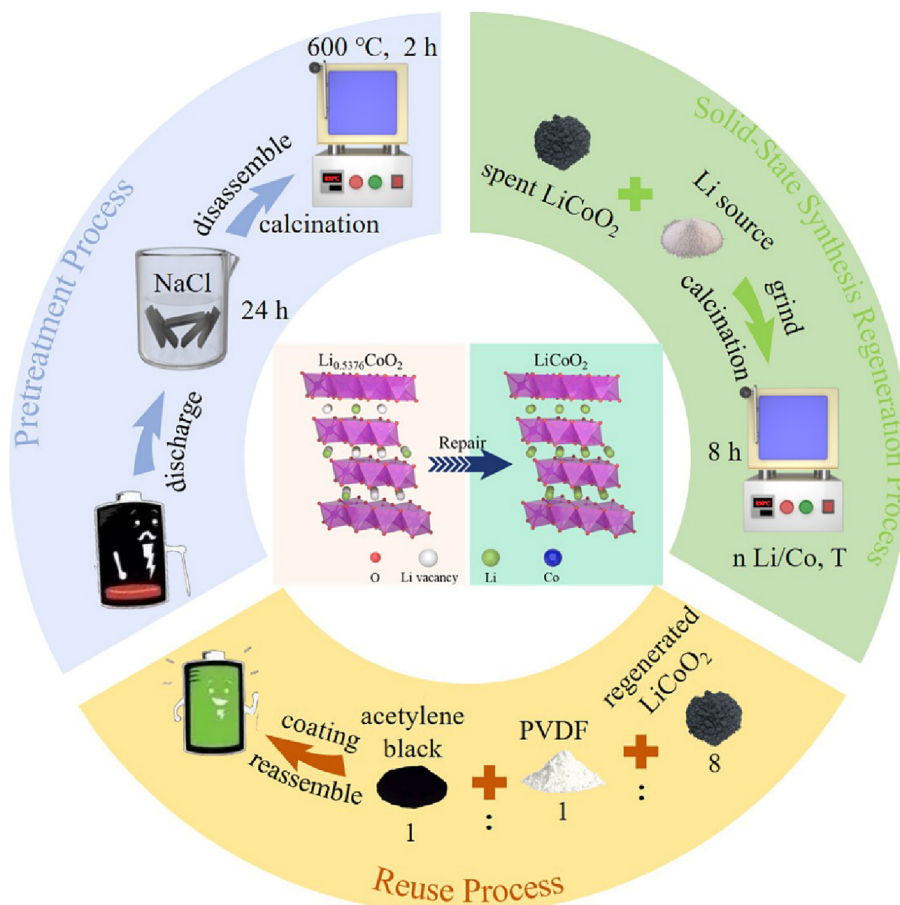 Pretreatment Process
600 °C, 2 h
disassemble
calcination
NaCl
24 h
discharge
Solid-State Synthesis Regeneration Process
spent LiCoO₂
Li source
grind
calcination
8 h
n Li/Co, T
Li₀.₅₃₇₆CoO₂
LiCoO₂
Repair
O
Li vacancy
Li
Co
regenerated
LiCoO₂
8
:
PVDF
1
:
acetylene
black
1
coating
reassemble
Reuse Process